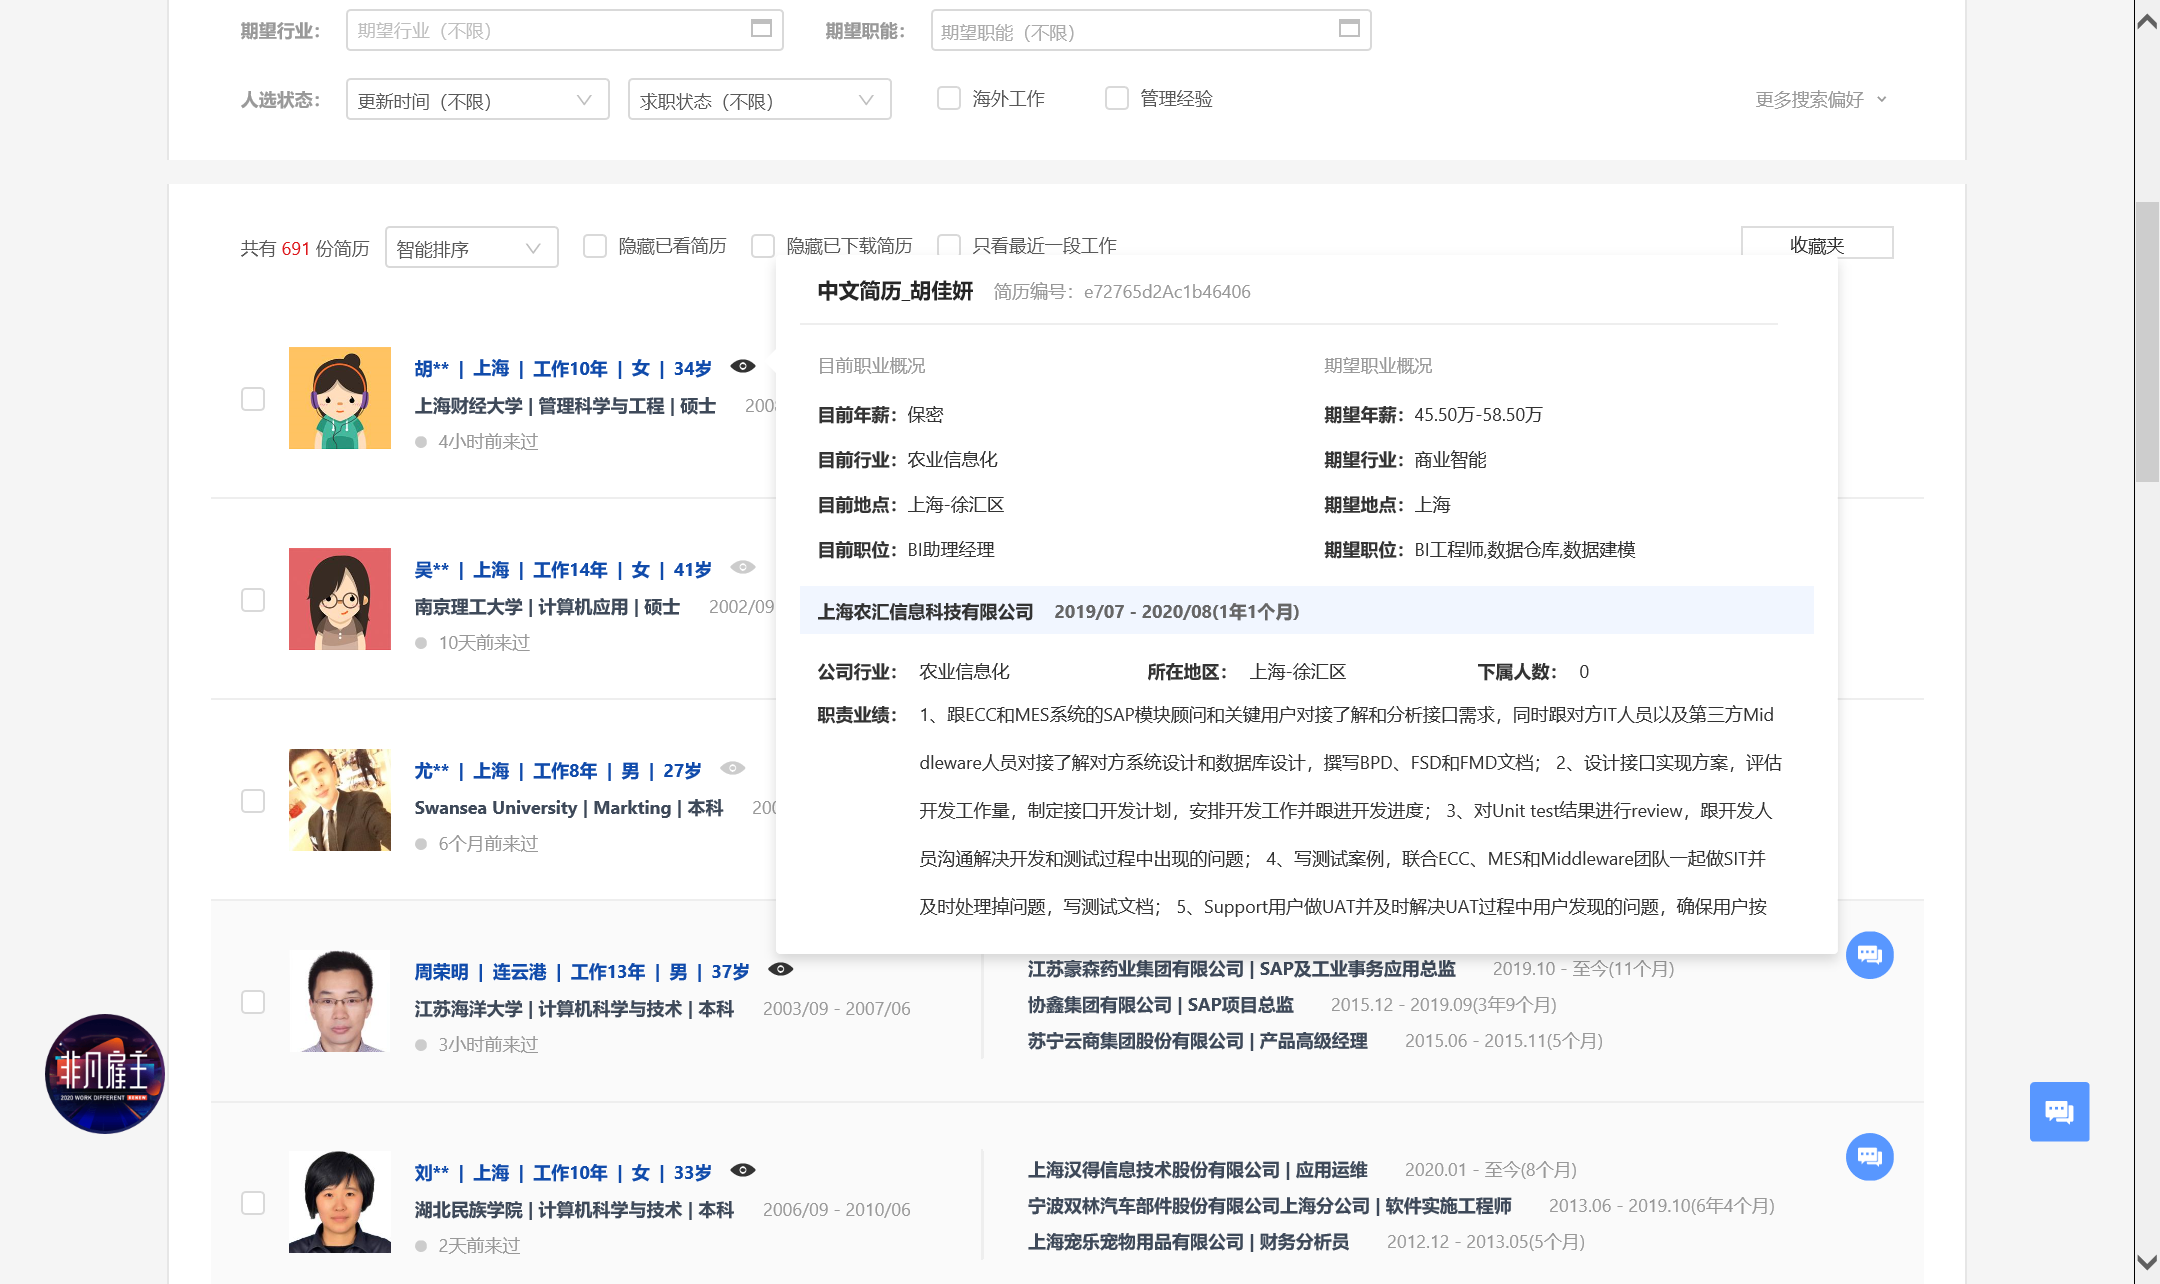 期望行业：
期望行业（不限）
期望职能：
期望职能（不限）
人选状态：
更新时间（不限）
求职状态（不限）
海外工作
管理经验
更多搜索偏好
共有 691 份简历
智能排序
隐藏已看简历
隐藏已下载简历
只看最近一段工作
收藏夹
胡** | 上海 | 工作10年 | 女 | 34岁
上海财经大学 | 管理科学与工程 | 硕士
4小时前来过
吴** | 上海 | 工作14年 | 女 | 41岁
南京理工大学 | 计算机应用 | 硕士 2002/09
10天前来过
尤** | 上海 | 工作8年 | 男 | 27岁
Swansea University | Markting | 本科
6个月前来过
中文简历_胡佳妍 简历编号：e72765d2Ac1b46406
目前职业概况
期望职业概况
目前年薪：保密
期望年薪：45.50万-58.50万
目前行业：农业信息化
期望行业：商业智能
目前地点：上海-徐汇区
期望地点：上海
目前职位：BI助理经理
期望职位：BI工程师,数据仓库,数据建模
上海农汇信息科技有限公司 2019/07 - 2020/08(1年1个月)
公司行业： 农业信息化 所在地区： 上海-徐汇区 下属人数： 0
职责业绩： 1、跟ECC和MES系统的SAP模块顾问和关键用户对接了解和分析接口需求，同时跟对方IT人员以及第三方Mid
dleware人员对接了解对方系统设计和数据库设计，撰写BPD、FSD和FMD文档； 2、设计接口实现方案，评估
开发工作量，制定接口开发计划，安排开发工作并跟进开发进度； 3、对Unit test结果进行review，跟开发人
员沟通解决开发和测试过程中出现的问题； 4、写测试案例，联合ECC、MES和Middleware团队一起做SIT并
及时处理掉问题，写测试文档； 5、Support用户做UAT并及时解决UAT过程中用户发现的问题，确保用户按
周荣明 | 连云港 | 工作13年 | 男 | 37岁
江苏海洋大学 | 计算机科学与技术 | 本科 2003/09 - 2007/06
3小时前来过
江苏豪森药业集团有限公司 | SAP及工业事务应用总监 2019.10 - 至今(11个月)
协鑫集团有限公司 | SAP项目总监 2015.12 - 2019.09(3年9个月)
苏宁云商集团股份有限公司 | 产品高级经理 2015.06 - 2015.11(5个月)
刘** | 上海 | 工作10年 | 女 | 33岁
湖北民族学院 | 计算机科学与技术 | 本科 2006/09 - 2010/06
2天前来过
上海汉得信息技术股份有限公司 | 应用运维 2020.01 - 至今(8个月)
宁波双林汽车部件股份有限公司上海分公司 | 软件实施工程师 2013.06 - 2019.10(6年4个月)
上海宠乐宠物用品有限公司 | 财务分析员 2012.12 - 2013.05(5个月)
非凡雇主
2020 WORK DIFFERENT